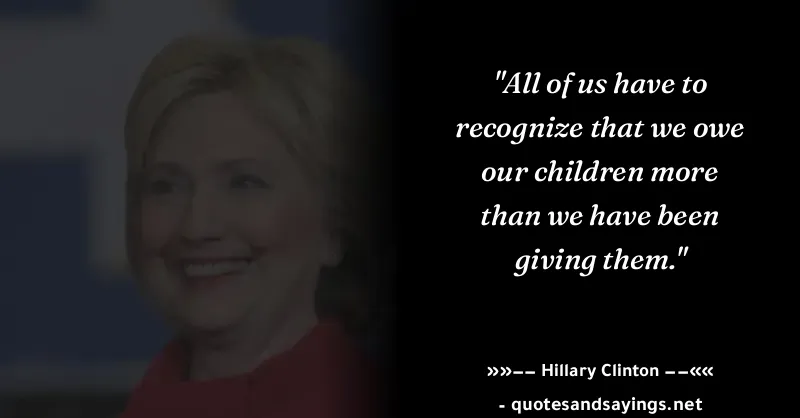 "All of us have to
recognize that we owe
our children more
than we have been
giving them."
»»–– Hillary Clinton ––««
- quotesandsayings.net